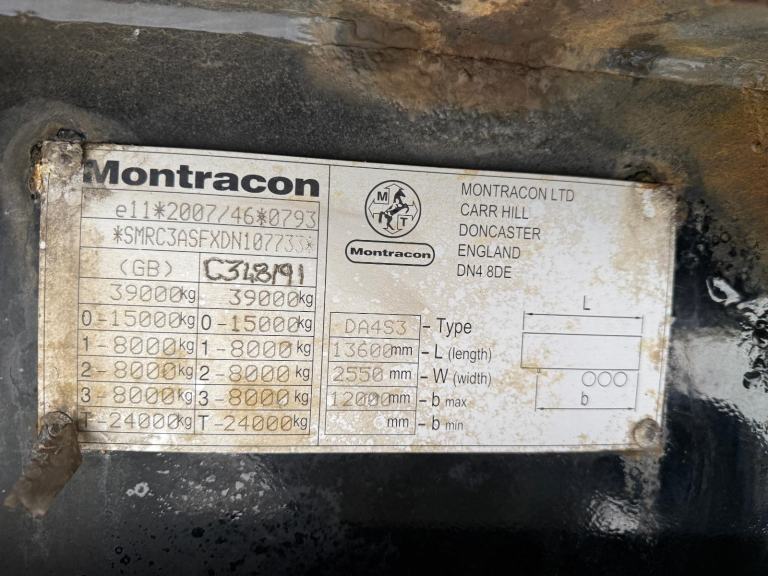 Montracon
e11*2007/46*0793
*SMRC3ASFXDN107733*
(GB) C348191
39000kg 39000kg
0-15000kg 0-15000kg
1-8000kg 1-8000kg
2-8000kg 2-8000kg
3-8000kg 3-8000kg
T-24000kg T-24000kg
M T T
Montracon
MONTRACON LTD
CARR HILL
DONCASTER
ENGLAND
DN4 8DE
DA4S3 - Type
13600mm - L (length)
2550 mm - W (width)
12000mm - b max
mm - b min
L
b